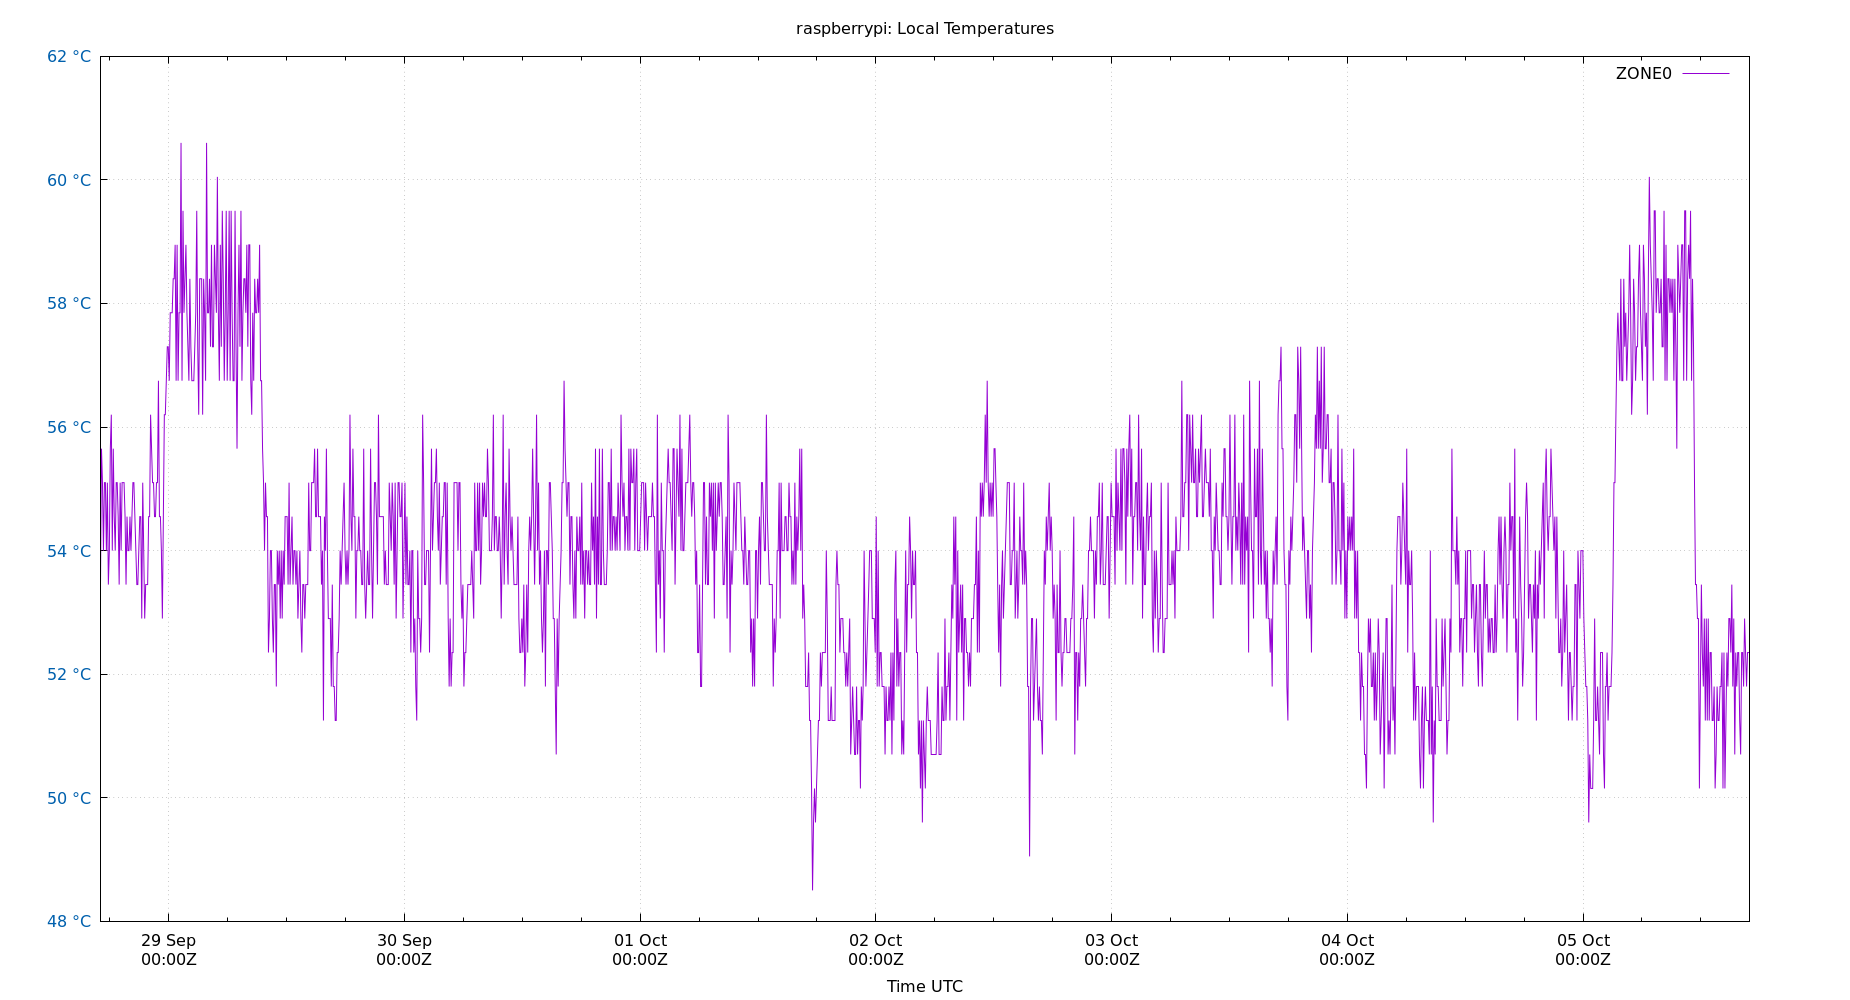 raspberrypi: Local Temperatures
62 °C
ZONE0
60 °C
58 °C
56 °C
54 °C
52 °C
50 °C
48 °C
29 Sep 30 Sep 01 Oct 02 Oct 03 Oct 04 Oct 05 Oct
00:00Z 00:00Z 00:00Z 00:00Z 00:00Z 00:00Z 00:00Z
Time UTC